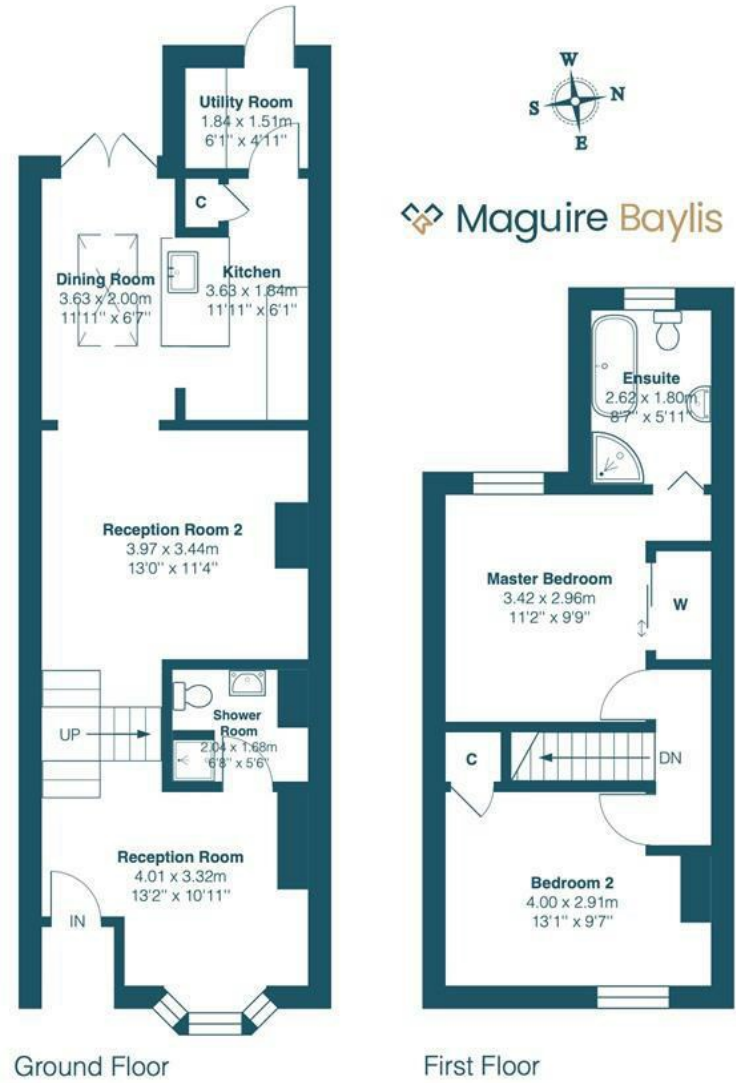 Utility Room
1.84 x 1.51m
6'1" x 4'11"
W
S
N
E
Maguire Baylis
C
Dining Room
3.63 x 2.00m
11'11" x 6'7"
Kitchen
3.63 x 1.84m
11'11" x 6'1"
Ensuite
2.62 x 1.80m
8'7" x 5'11"
Reception Room 2
3.97 x 3.44m
13'0" x 11'4"
Master Bedroom
3.42 x 2.96m
11'2" x 9'9"
W
UP
Shower
Room
2.04 x 1.68m
6'8" x 5'6"
C
DN
Reception Room
4.01 x 3.32m
13'2" x 10'11"
IN
Bedroom 2
4.00 x 2.91m
13'1" x 9'7"
Ground Floor
First Floor